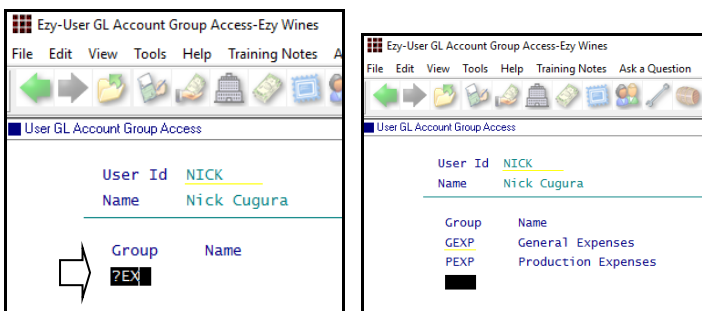 Ezy-User GL Account Group Access-Ezy Wines
File Edit View Tools Help Training Notes A
User GL Account Group Access
User Id NICK
Name Nick Cugura
Group Name
?EX
Ezy-User GL Account Group Access-Ezy Wines
File Edit View Tools Help Training Notes Ask a Question
User GL Account Group Access
User Id NICK
Name Nick Cugura
Group Name
GEXP General Expenses
PEXP Production Expenses